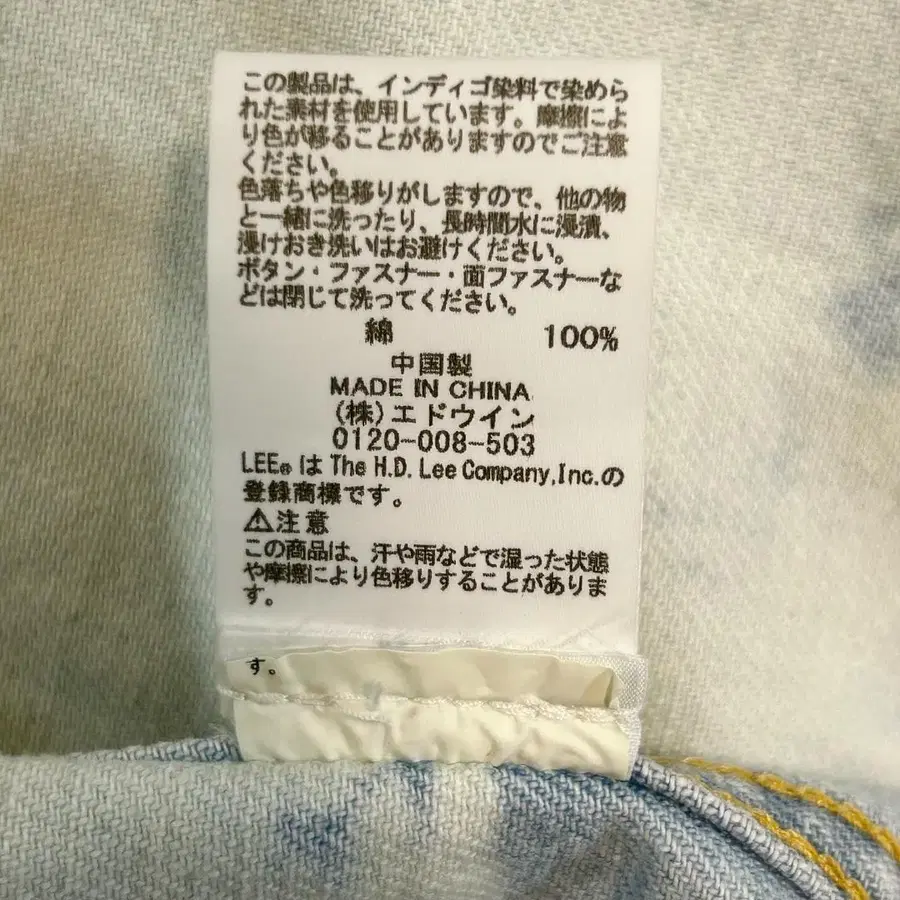 この製品は、インディゴ染料で染めら
れた素材を使用しています。摩擦によ
り色が移ることがありますのでご注意
ください。
色落ちや色移りがしますので、他の物
と一緒に洗ったり、長時間水に浸漬、
浸けおき洗いはお避けください。
ボタン・ファスナー・面ファスナーな
どは閉じて洗ってください。
綿 100%
中国製
MADE IN CHINA
(株)エドウイン
0120-008-503
LEE®は The H.D. Lee Company,Inc.の
登録商標です。
⚠注意
この商品は、汗や雨などで湿った状態
や摩擦により色移りすることがありま
す。
す。